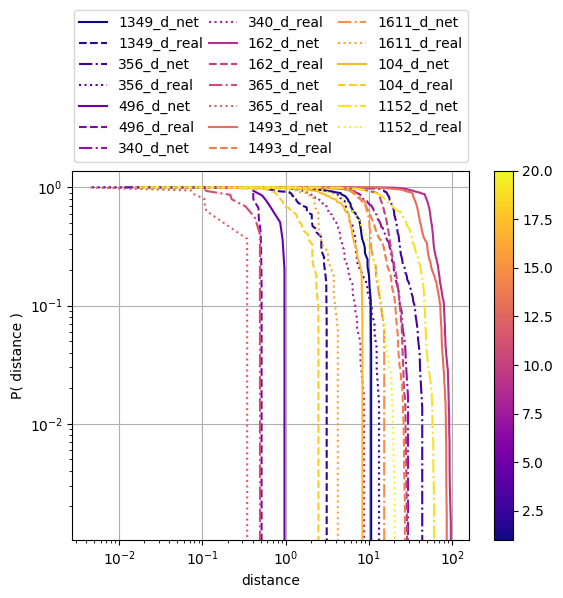 1349_d_net 340_d_real 1611_d_net
1349_d_real 162_d_net 1611_d_real
356_d_net 162_d_real 104_d_net
356_d_real 365_d_net 104_d_real
496_d_net 365_d_real 1152_d_net
496_d_real 1493_d_net 1152_d_real
340_d_net 1493_d_real
10⁰
10⁻¹
10⁻²
P( distance )
10⁻² 10⁻¹ 10⁰ 10¹ 10²
distance
20.0
17.5
15.0
12.5
10.0
7.5
5.0
2.5